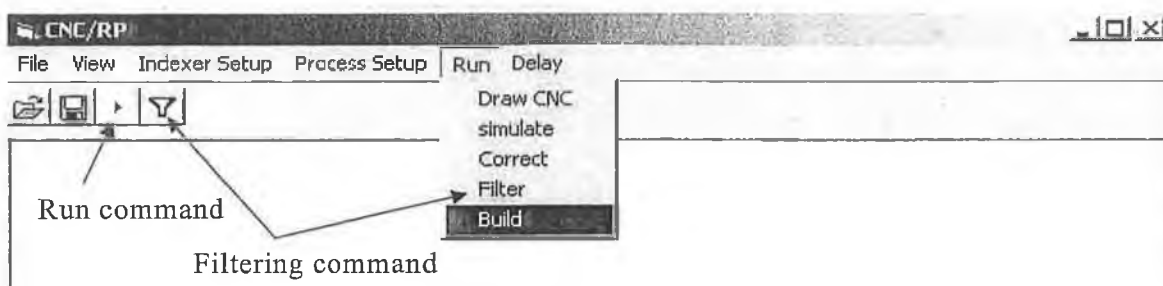 CNC/RP
File View Indexer Setup Process Setup Run Delay
Draw CNC
simulate
Correct
Filter
Build
Run command
Filtering command